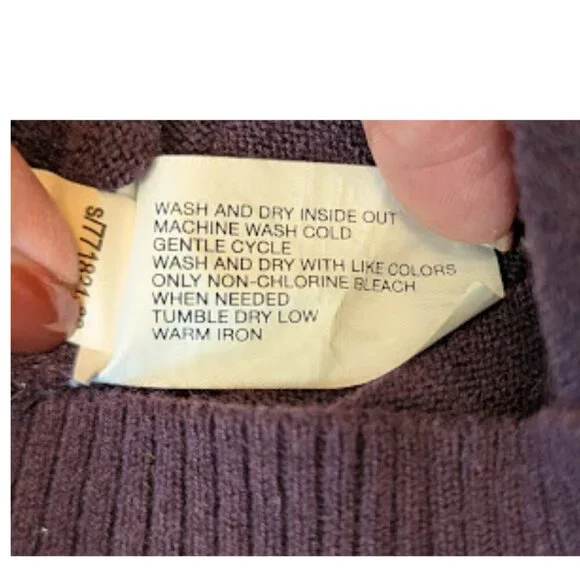 WASH AND DRY INSIDE OUT
MACHINE WASH COLD
GENTLE CYCLE
WASH AND DRY WITH LIKE COLORS
ONLY NON-CHLORINE BLEACH
WHEN NEEDED
TUMBLE DRY LOW
WARM IRON